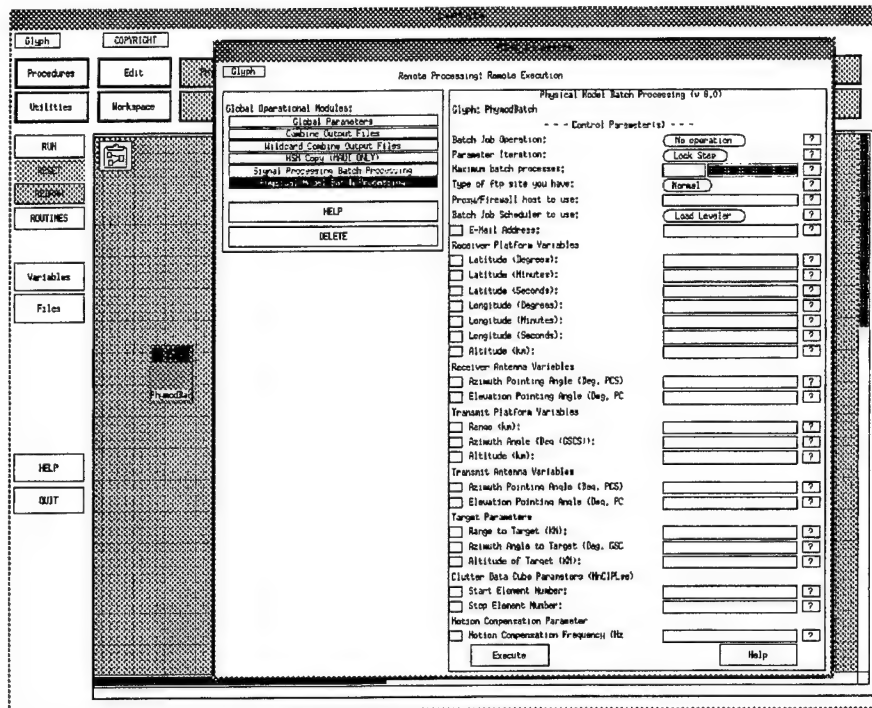 Glyph
COPYRIGHT
Procedures
Edit
Utilities
Workspace
RUN
RESET
REDRAW
ROUTINES
Variables
Files
HELP
QUIT
Glyph
Remote Processing: Remote Execution
Global Operational Modules:
Global Parameters
Combine Output Files
Wildcard Combine Output Files
HSM Copy (MAUI ONLY)
Signal Processing Batch Processing
Physical Model Batch Processing
HELP
DELETE
Physical Model Batch Processing (v 8.0)
Glyph: PhymodBatch
- - - Control Parameter(s) - - -
Batch Job Operation: No operation ?
Parameter Iteration: Lock Step ?
Maximum batch processes: ?
Type of ftp site you have: Normal ?
Proxy/Firewall host to use: ?
Batch Job Scheduler to use: Load Leveler ?
E-Mail Address: ?
Receiver Platform Variables
Latitude (Degrees): ?
Latitude (Minutes): ?
Latitude (Seconds): ?
Longitude (Degrees): ?
Longitude (Minutes): ?
Longitude (Seconds): ?
Altitude (km): ?
Receiver Antenna Variables
Azimuth Pointing Angle (Deg, PCS) ?
Elevation Pointing Angle (Deg, PC ?
Transmit Platform Variables
Range (km): ?
Azimuth Angle (Deg (GSCS)): ?
Altitude (km): ?
Transmit Antenna Variables
Azimuth Pointing Angle (Deg, PCS) ?
Elevation Pointing Angle (Deg, PC ?
Target Parameters
Range to Target (KM): ?
Azimuth Angle to Target (Deg, GSC ?
Altitude of Target (KM): ?
Clutter Data Cube Parameters (MnClPLve)
Start Element Number: ?
Stop Element Number: ?
Motion Compensation Parameter
Motion Compensation Frequency (Hz ?
Execute
Help